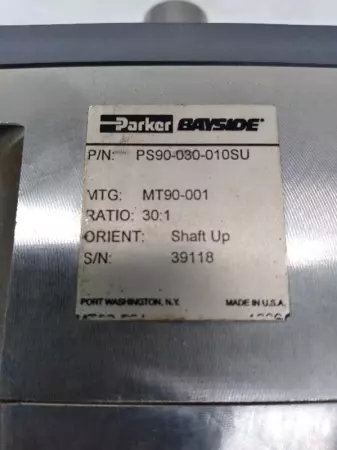 Parker BAYSIDE®
P/N: PS90-030-010SU
MTG: MT90-001
RATIO: 30:1
ORIENT: Shaft Up
S/N: 39118
PORT WASHINGTON, N.Y. MADE IN U.S.A.